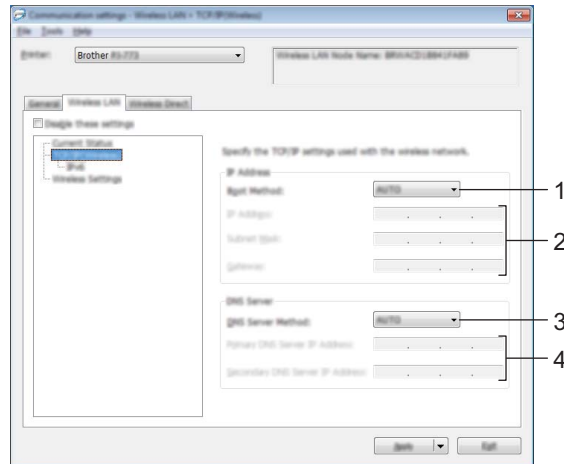 Communication settings - Wireless LAN > TCP/IP(Wireless)
File Tools Help
Printer:
Brother
Wireless LAN Node Name:
General
Wireless LAN
Wireless Direct
Disable these settings
Current Status
TCP/IP
IPv6
Wireless Settings
Specify the TCP/IP settings used with the wireless network.
IP Address
Boot Method:
AUTO
1
IP Address:
Subnet Mask:
2
Gateway:
DNS Server
DNS Server Method:
AUTO
3
Primary DNS Server IP Address:
4
Secondary DNS Server IP Address:
Apply
Exit